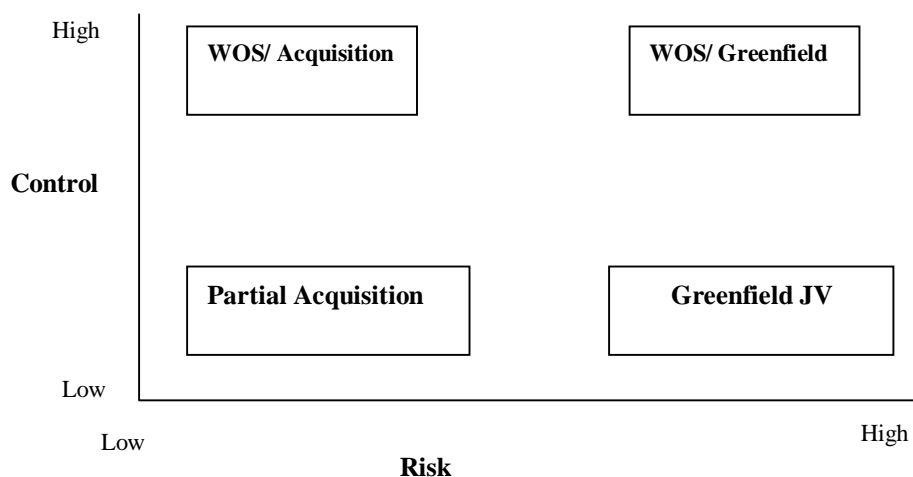 High
WOS/ Acquisition
WOS/ Greenfield
Control
Partial Acquisition
Greenfield JV
Low
Low
High
Risk